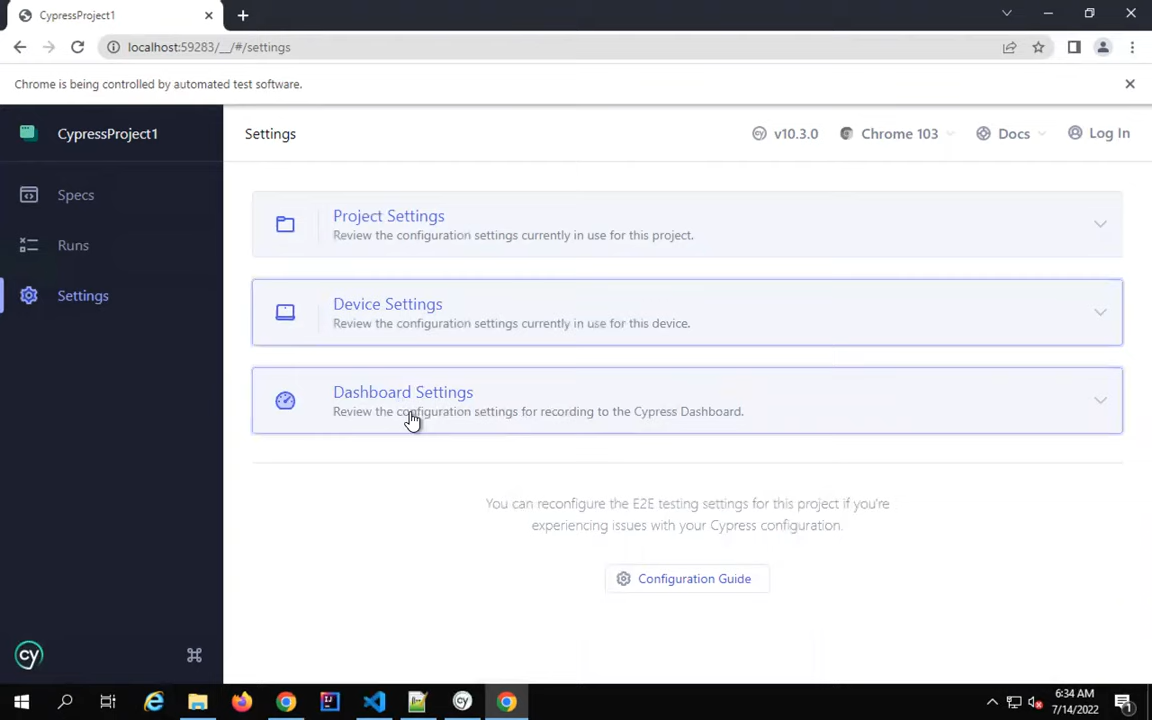 CypressProject1
localhost:59283/__/#/settings
Chrome is being controlled by automated test software.
CypressProject1
Settings
v10.3.0
Chrome 103
Docs
Log In
Specs
Runs
Settings
Project Settings
Review the configuration settings currently in use for this project.
Device Settings
Review the configuration settings currently in use for this device.
Dashboard Settings
Review the configuration settings for recording to the Cypress Dashboard.
You can reconfigure the E2E testing settings for this project if you're
experiencing issues with your Cypress configuration.
Configuration Guide
cy
6:34 AM
7/14/2022
1